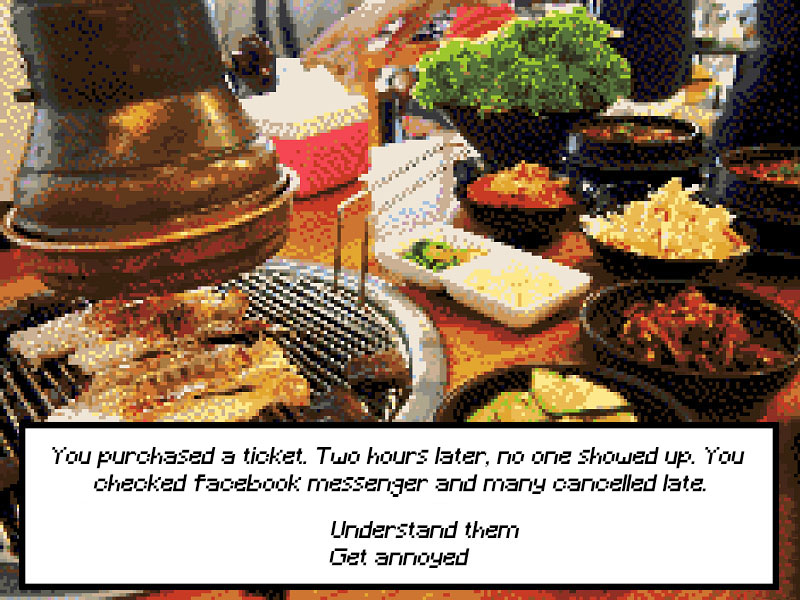 You purchased a ticket. Two hours later, no one showed up. You
checked facebook messenger and many cancelled late.
Understand them
Get annoyed